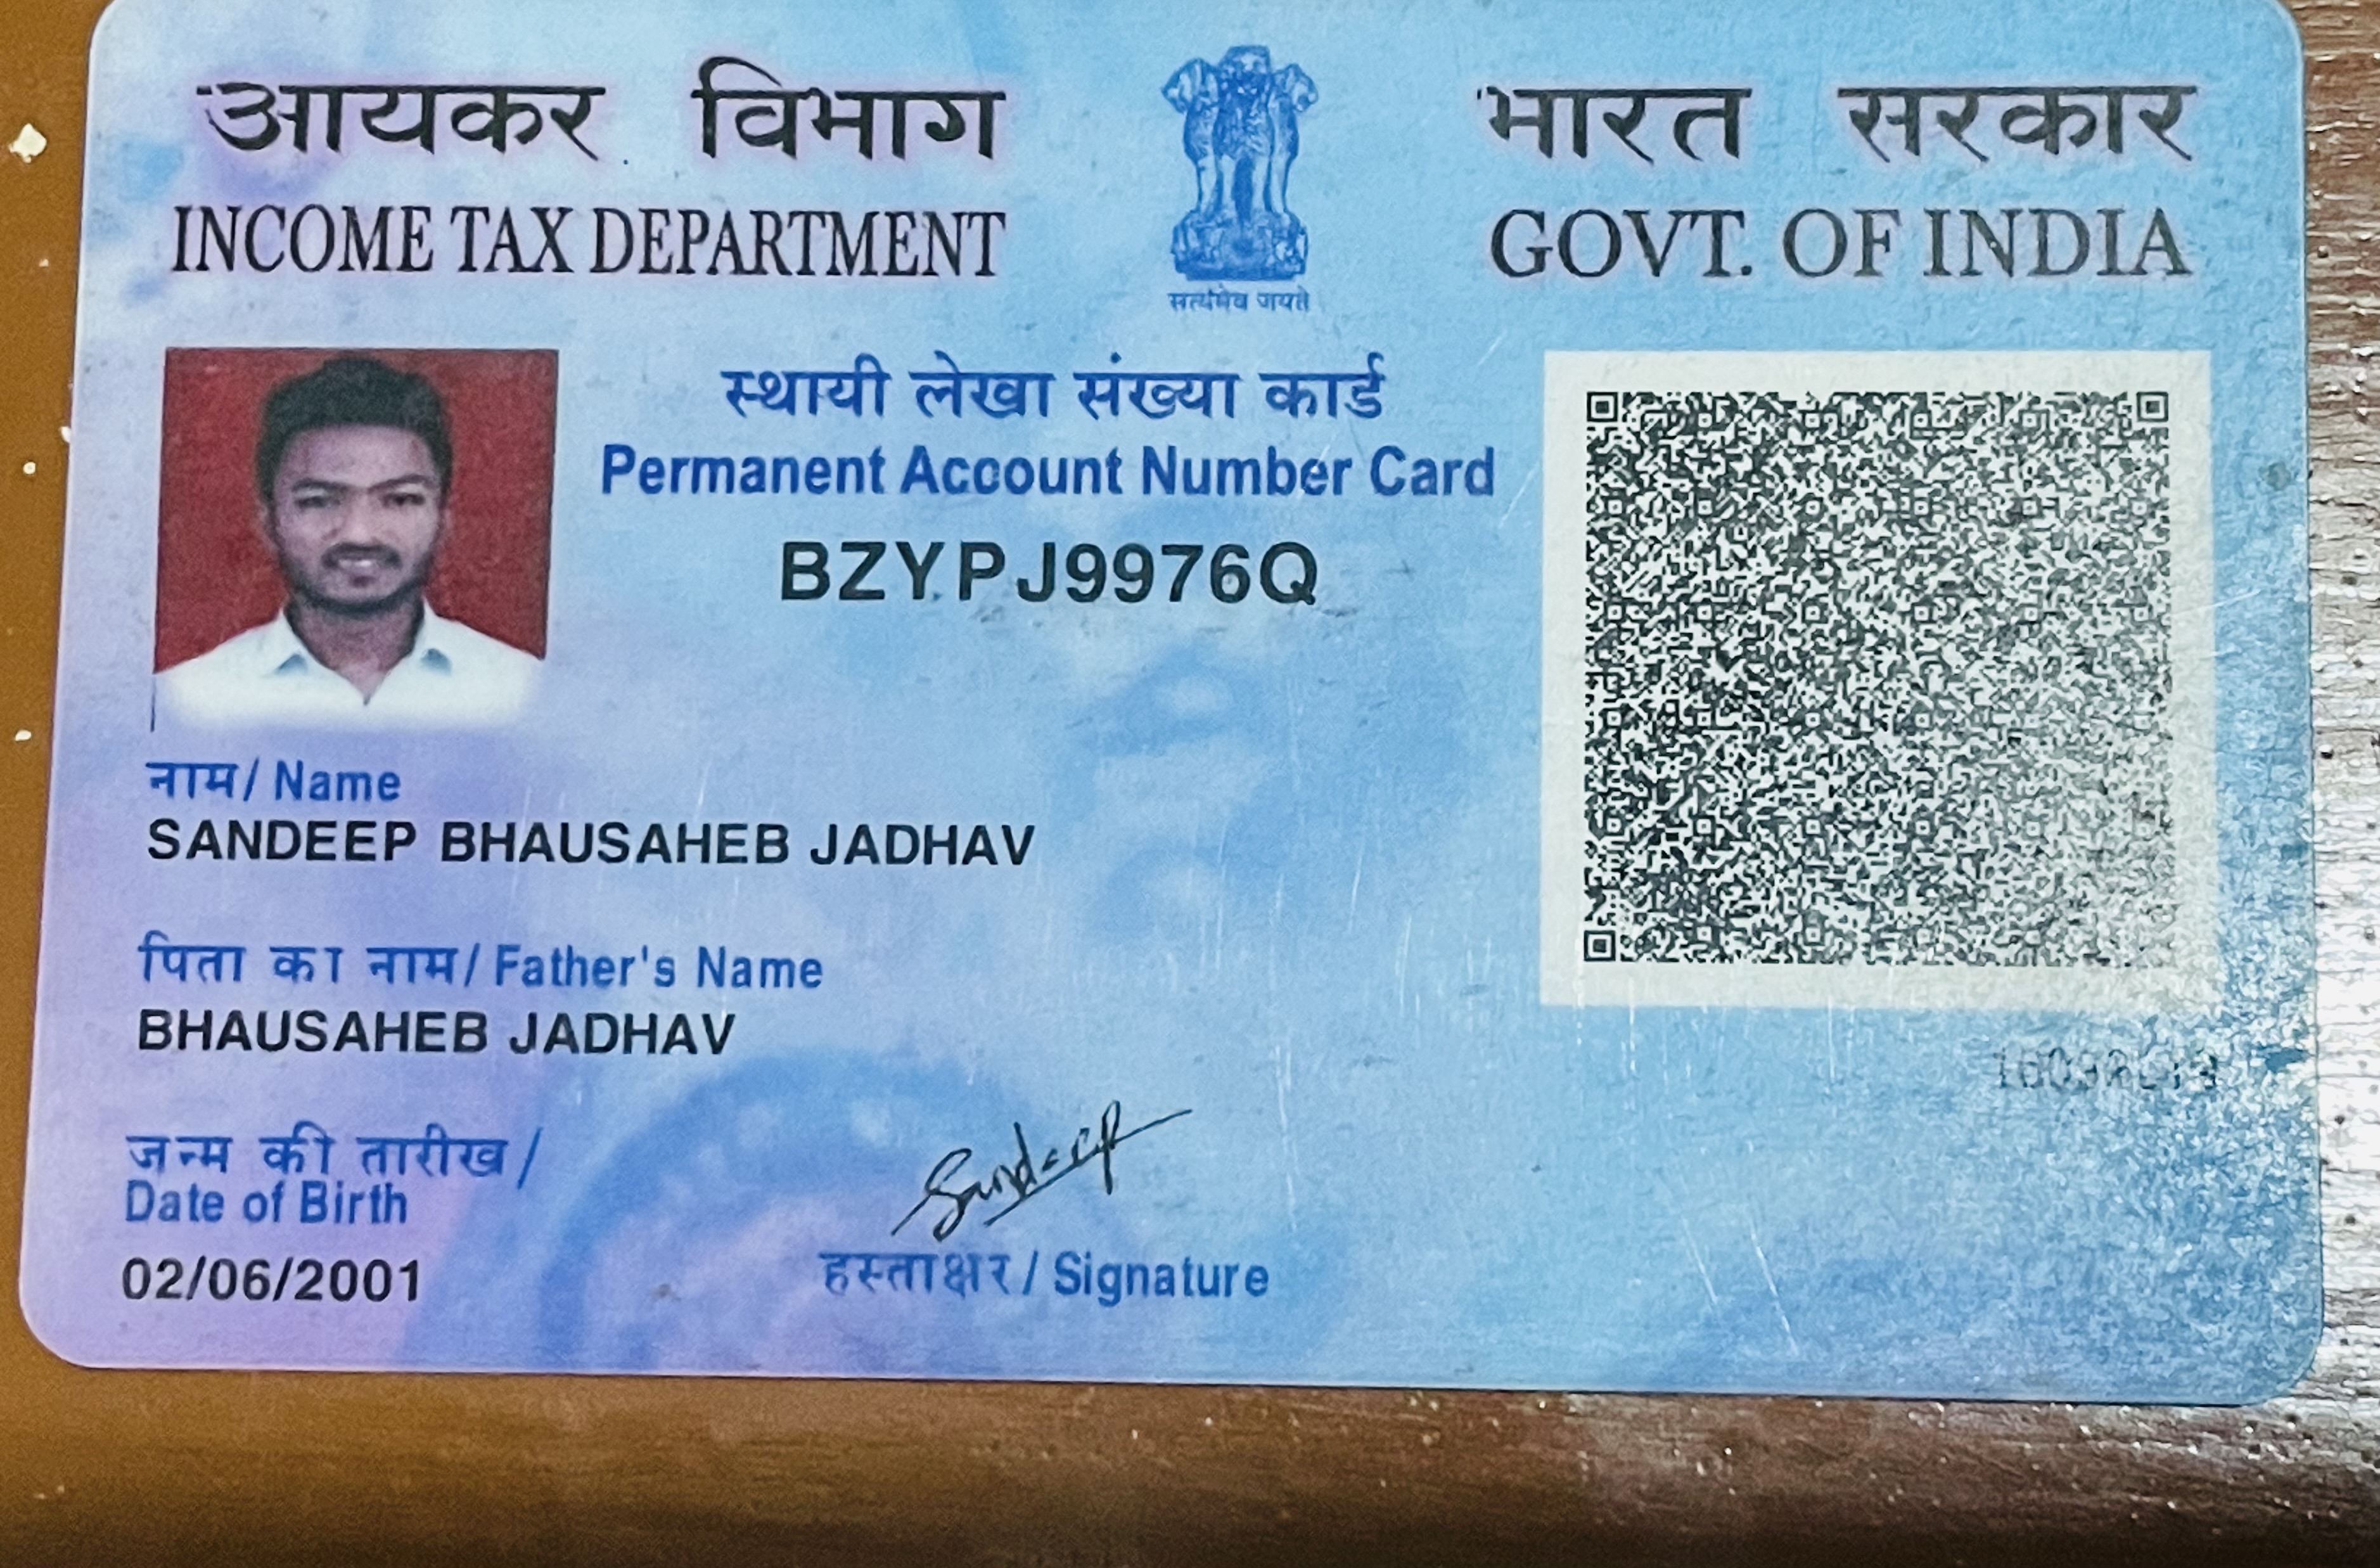 आयकर विभाग
INCOME TAX DEPARTMENT
सत्यमेव जयते
भारत सरकार
GOVT. OF INDIA
स्थायी लेखा संख्या कार्ड
Permanent Account Number Card
BZYPJ9976Q
नाम / Name
SANDEEP BHAUSAHEB JADHAV
पिता का नाम / Father's Name
BHAUSAHEB JADHAV
जन्म की तारीख /
Date of Birth
02/06/2001
Sandeep
हस्ताक्षर / Signature